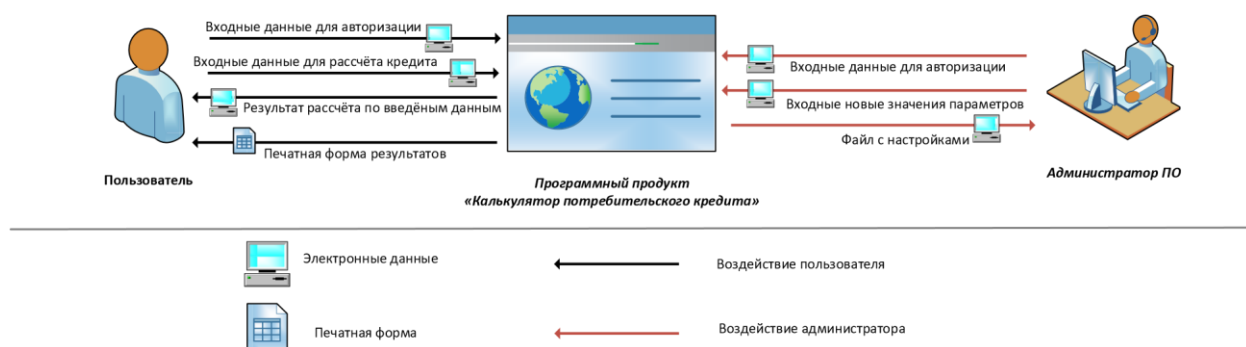 Входные данные для авторизации
Входные данные для рассчёта кредита
Результат рассчёта по введёным данным
Печатная форма результатов
Пользователь
Программный продукт
«Калькулятор потребительского кредита»
Входные данные для авторизации
Входные новые значения параметров
Файл с настройками
Администратор ПО
Электронные данные
Воздействие пользователя
Печатная форма
Воздействие администратора